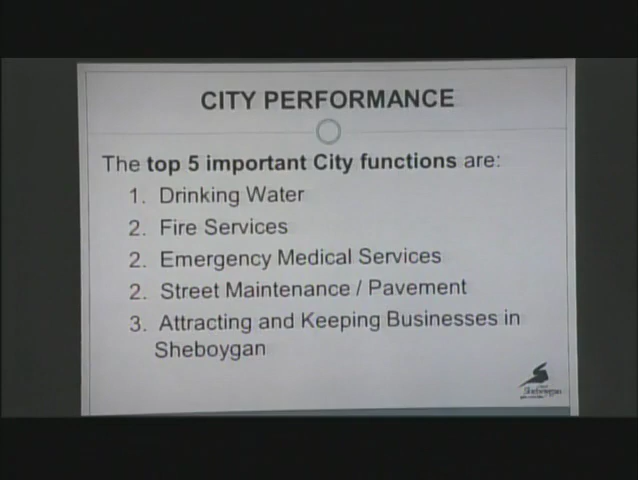 CITY PERFORMANCE
The top 5 important City functions are:
1. Drinking Water
2. Fire Services
2. Emergency Medical Services
2. Street Maintenance / Pavement
3. Attracting and Keeping Businesses in
Sheboygan
Sheboygan